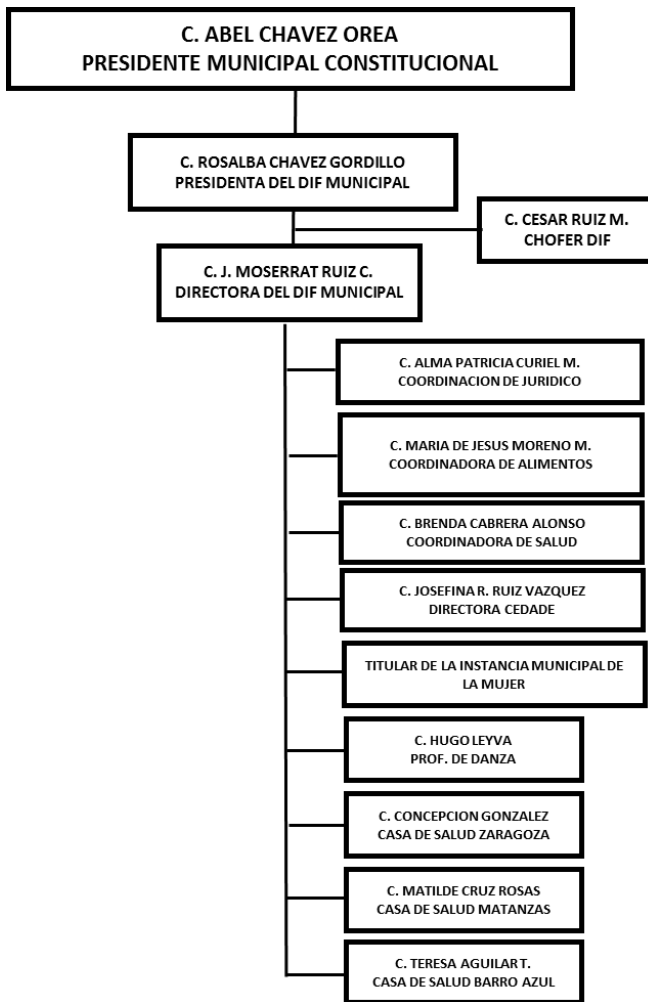 C. ABEL CHAVEZ OREA
PRESIDENTE MUNICIPAL CONSTITUCIONAL
C. ROSALBA CHAVEZ GORDILLO
PRESIDENTA DEL DIF MUNICIPAL
C. CESAR RUIZ M.
CHOFER DIF
C. J. MOSERRAT RUIZ C.
DIRECTORA DEL DIF MUNICIPAL
C. ALMA PATRICIA CURIEL M.
COORDINACION DE JURIDICO
C. MARIA DE JESUS MORENO M.
COORDINADORA DE ALIMENTOS
C. BRENDA CABRERA ALONSO
COORDINADORA DE SALUD
C. JOSEFINA R. RUIZ VAZQUEZ
DIRECTORA CEDADE
TITULAR DE LA INSTANCIA MUNICIPAL DE
LA MUJER
C. HUGO LEYVA
PROF. DE DANZA
C. CONCEPCION GONZALEZ
CASA DE SALUD ZARAGOZA
C. MATILDE CRUZ ROSAS
CASA DE SALUD MATANZAS
C. TERESA AGUILAR T.
CASA DE SALUD BARRO AZUL